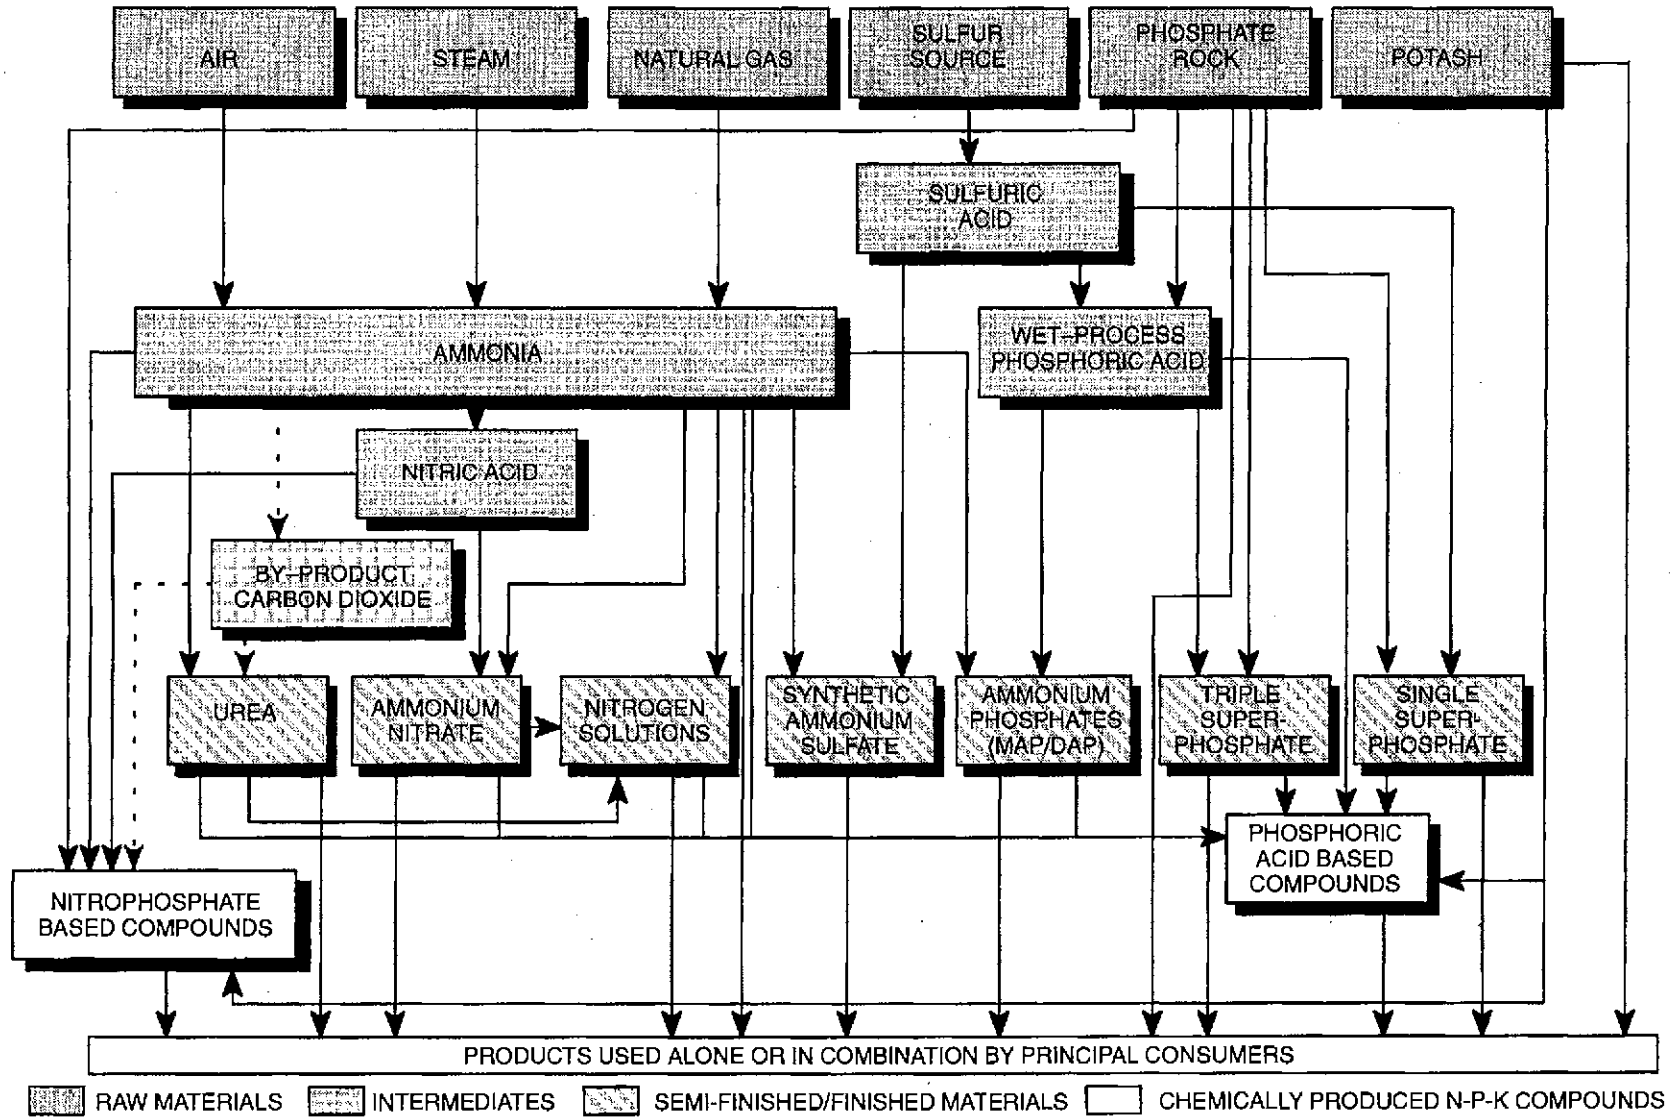 AIR
STEAM
NATURAL GAS
SULFUR
SOURCE
PHOSPHATE
ROCK
POTASH
SULFURIC
ACID
AMMONIA
WET-PROCESS
PHOSPHORIC ACID
NITRIC ACID
BY-PRODUCT
CARBON DIOXIDE
UREA
AMMONIUM
NITRATE
NITROGEN
SOLUTIONS
SYNTHETIC
AMMONIUM
SULFATE
AMMONIUM
PHOSPHATES
(MAP/DAP)
TRIPLE
SUPER-
PHOSPHATE
SINGLE
SUPER-
PHOSPHATE
PHOSPHORIC
ACID BASED
COMPOUNDS
NITROPHOSPHATE
BASED COMPOUNDS
PRODUCTS USED ALONE OR IN COMBINATION BY PRINCIPAL CONSUMERS
RAW MATERIALS
INTERMEDIATES
SEMI-FINISHED/FINISHED MATERIALS
CHEMICALLY PRODUCED N-P-K COMPOUNDS